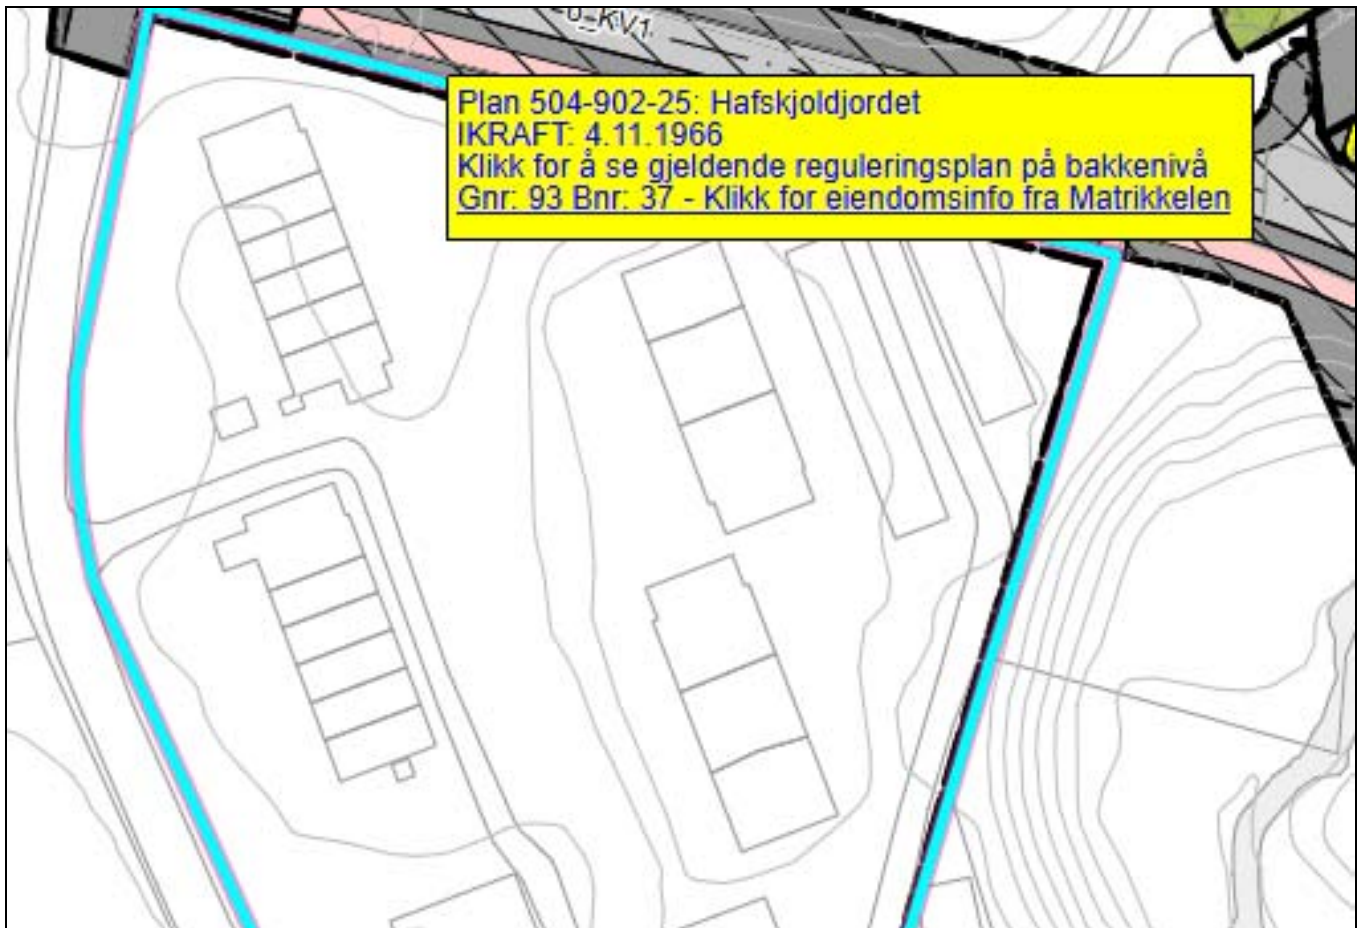 o_KV1
Plan 504-902-25: Hafskjoldjordet
IKRAFT: 4.11.1966
Klikk for å se gjeldende reguleringsplan på bakkenivå
Gnr: 93 Bnr: 37 - Klikk for eiendomsinfo fra Matrikkelen